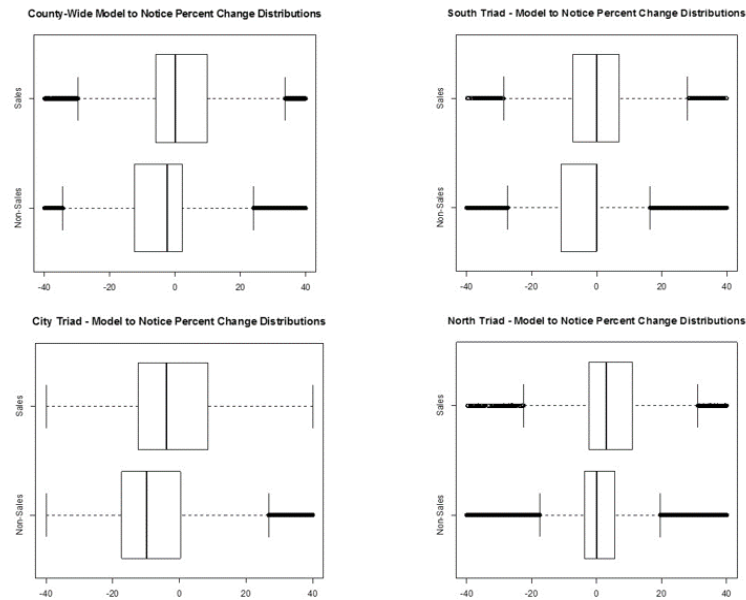 County-Wide Model to Notice Percent Change Distributions
Sales
Non-Sales
-40 -20 0 20 40
South Triad - Model to Notice Percent Change Distributions
Sales
Non-Sales
-40 -20 0 20 40
City Triad - Model to Notice Percent Change Distributions
Sales
Non-Sales
-40 -20 0 20 40
North Triad - Model to Notice Percent Change Distributions
Sales
Non-Sales
-40 -20 0 20 40